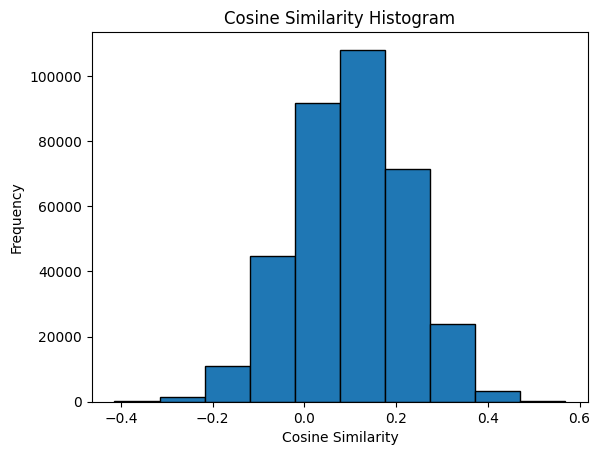 Cosine Similarity Histogram
Frequency
100000
80000
60000
40000
20000
0
−0.4 −0.2 0.0 0.2 0.4 0.6
Cosine Similarity